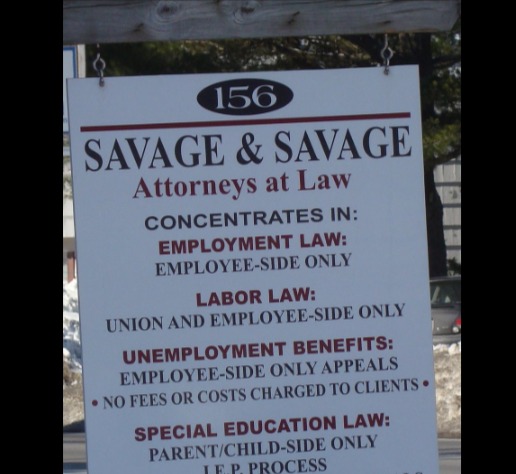 156
SAVAGE & SAVAGE
Attorneys at Law
CONCENTRATES IN:
EMPLOYMENT LAW:
EMPLOYEE-SIDE ONLY
LABOR LAW:
UNION AND EMPLOYEE-SIDE ONLY
UNEMPLOYMENT BENEFITS:
EMPLOYEE-SIDE ONLY APPEALS
• NO FEES OR COSTS CHARGED TO CLIENTS •
SPECIAL EDUCATION LAW:
PARENT/CHILD-SIDE ONLY
I.E.P. PROCESS